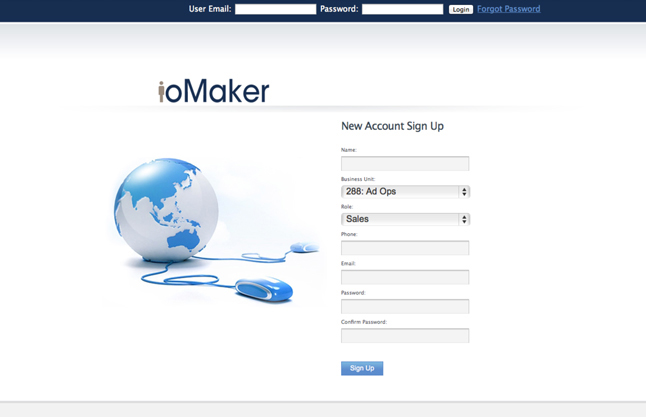 User Email: Password: Login Forgot Password
ioMaker
New Account Sign Up
Name:
Business Unit:
288: Ad Ops
Role:
Sales
Phone:
Email:
Password:
Confirm Password:
Sign Up